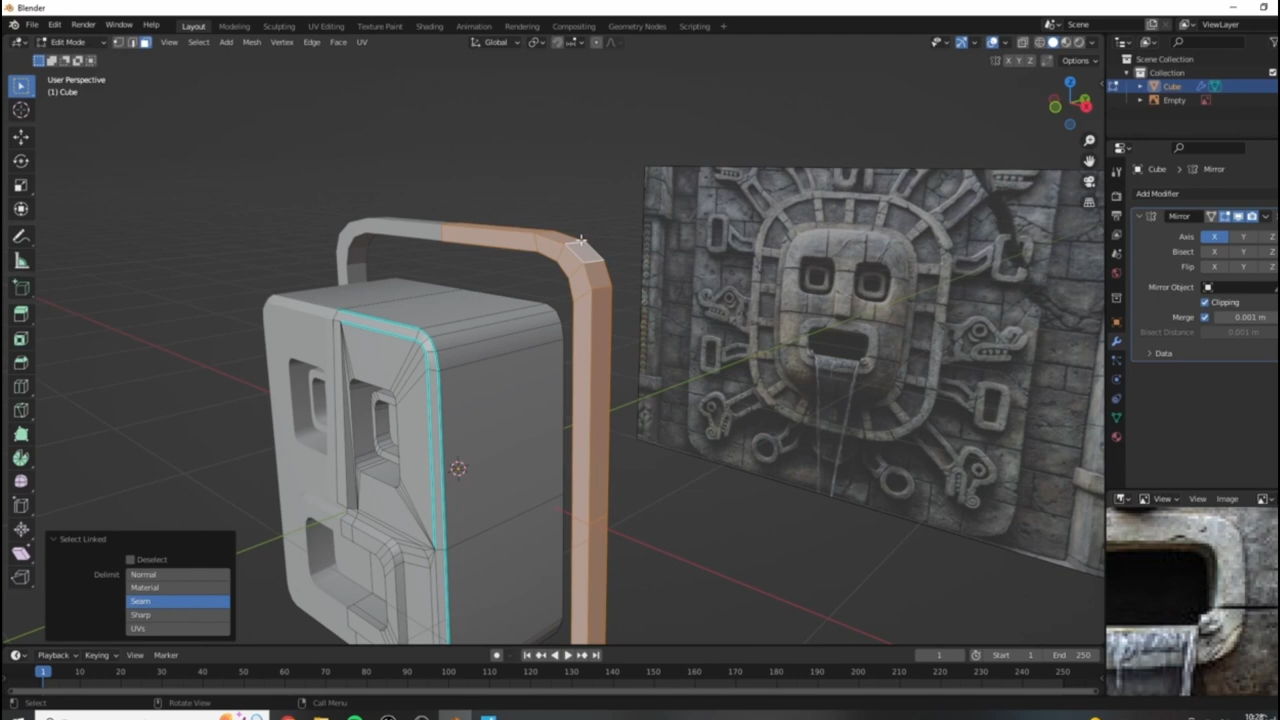 Blender
File Edit Render Window Help
Layout Modeling Sculpting UV Editing Texture Paint Shading Animation Rendering Compositing Geometry Nodes Scripting +
Scene
ViewLayer
Edit Mode View Select Add Mesh Vertex Edge Face UV
Global
X Y Z Options
User Perspective
(1) Cube
Scene Collection
Collection
Cube
Empty
Cube > Mirror
Add Modifier
Mirror
Axis X Y Z
Bisect X Y Z
Flip X Y Z
Mirror Object
Clipping
Merge 0.001 m
Bisect Distance 0.001 m
Data
View View Image
Select Linked
Deselect
Delimit Normal
Material
Seam
Sharp
UVs
Playback Keying View Marker
1 Start 1 End 250
1 10 20 30 40 50 60 70 80 90 100 110 120 130 140 150 160 170 180 190 200 210 220 230 240 250
Select Rotate View Call Menu